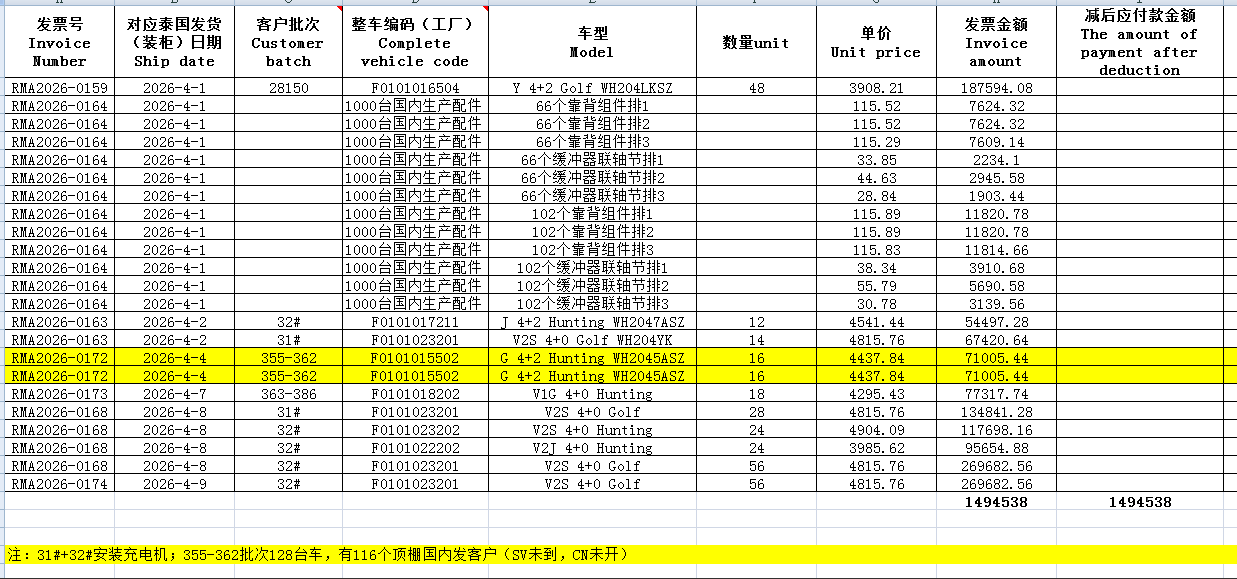 发票号 Invoice Number 对应泰国发货（装柜）日期 Ship date 客户批次 Customer batch 整车编码（工厂） Complete vehicle code 车型 Model 数量unit 单价 Unit price 发票金额 Invoice amount 减后应付款金额 The amount of payment after deduction
RMA2026-0159 2026-4-1 28150 F0101016504 Y 4+2 Golf WH204LKSZ 48 3908.21 187594.08
RMA2026-0164 2026-4-1 1000台国内生产配件 66个靠背组件排1 115.52 7624.32
RMA2026-0164 2026-4-1 1000台国内生产配件 66个靠背组件排2 115.52 7624.32
RMA2026-0164 2026-4-1 1000台国内生产配件 66个靠背组件排3 115.29 7609.14
RMA2026-0164 2026-4-1 1000台国内生产配件 66个缓冲器联轴节排1 33.85 2234.1
RMA2026-0164 2026-4-1 1000台国内生产配件 66个缓冲器联轴节排2 44.63 2945.58
RMA2026-0164 2026-4-1 1000台国内生产配件 66个缓冲器联轴节排3 28.84 1903.44
RMA2026-0164 2026-4-1 1000台国内生产配件 102个靠背组件排1 115.89 11820.78
RMA2026-0164 2026-4-1 1000台国内生产配件 102个靠背组件排2 115.89 11820.78
RMA2026-0164 2026-4-1 1000台国内生产配件 102个靠背组件排3 115.83 11814.66
RMA2026-0164 2026-4-1 1000台国内生产配件 102个缓冲器联轴节排1 38.34 3910.68
RMA2026-0164 2026-4-1 1000台国内生产配件 102个缓冲器联轴节排2 55.79 5690.58
RMA2026-0164 2026-4-1 1000台国内生产配件 102个缓冲器联轴节排3 30.78 3139.56
RMA2026-0163 2026-4-2 32# F0101017211 J 4+2 Hunting WH2047ASZ 12 4541.44 54497.28
RMA2026-0163 2026-4-2 31# F0101023201 V2S 4+0 Golf WH204YK 14 4815.76 67420.64
RMA2026-0172 2026-4-4 355-362 F0101015502 G 4+2 Hunting WH2045ASZ 16 4437.84 71005.44
RMA2026-0172 2026-4-4 355-362 F0101015502 G 4+2 Hunting WH2045ASZ 16 4437.84 71005.44
RMA2026-0173 2026-4-7 363-386 F0101018202 V1G 4+0 Hunting 18 4295.43 77317.74
RMA2026-0168 2026-4-8 31# F0101023201 V2S 4+0 Golf 28 4815.76 134841.28
RMA2026-0168 2026-4-8 32# F0101023202 V2S 4+0 Hunting 24 4904.09 117698.16
RMA2026-0168 2026-4-8 32# F0101022202 V2J 4+0 Hunting 24 3985.62 95654.88
RMA2026-0168 2026-4-8 32# F0101023201 V2S 4+0 Golf 56 4815.76 269682.56
RMA2026-0174 2026-4-9 32# F0101023201 V2S 4+0 Golf 56 4815.76 269682.56
1494538 1494538
注：31#+32#安装充电机；355-362批次128台车，有116个顶棚国内发客户（SV未到，CN未开）